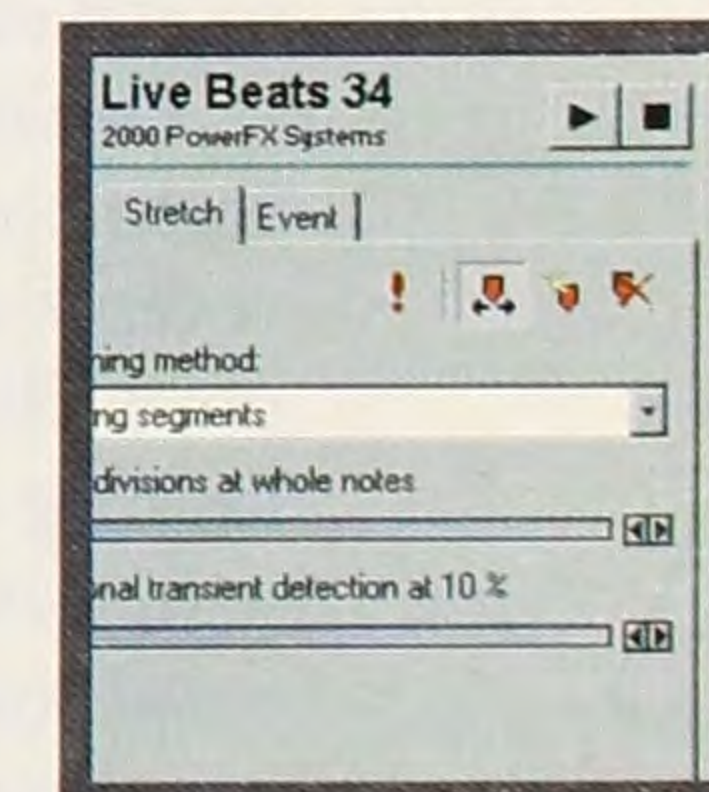 Live Beats 34
2000 PowerFX Systems
Stretch Event
ning method:
ng segments
divisions at whole notes
onal transient detection at 10 %